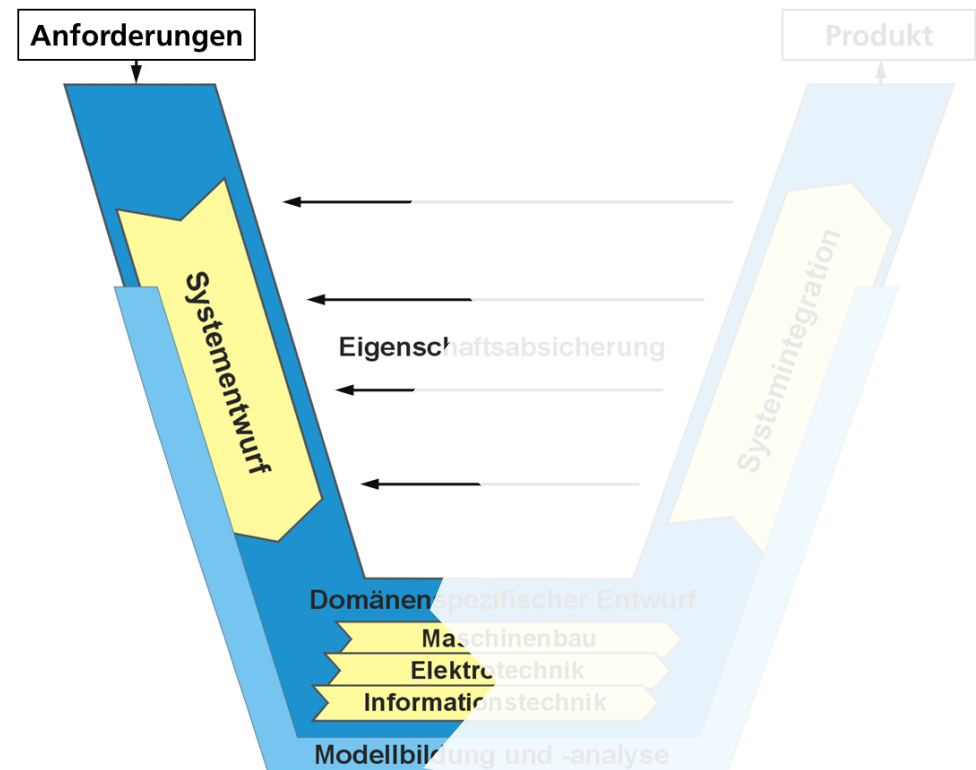 Anforderungen
Produkt
Systementwurf
Eigenschaftsabsicherung
Systemintegration
Domänenspezifischer Entwurf
Maschinenbau
Elektrotechnik
Informationstechnik
Modellbildung und -analyse